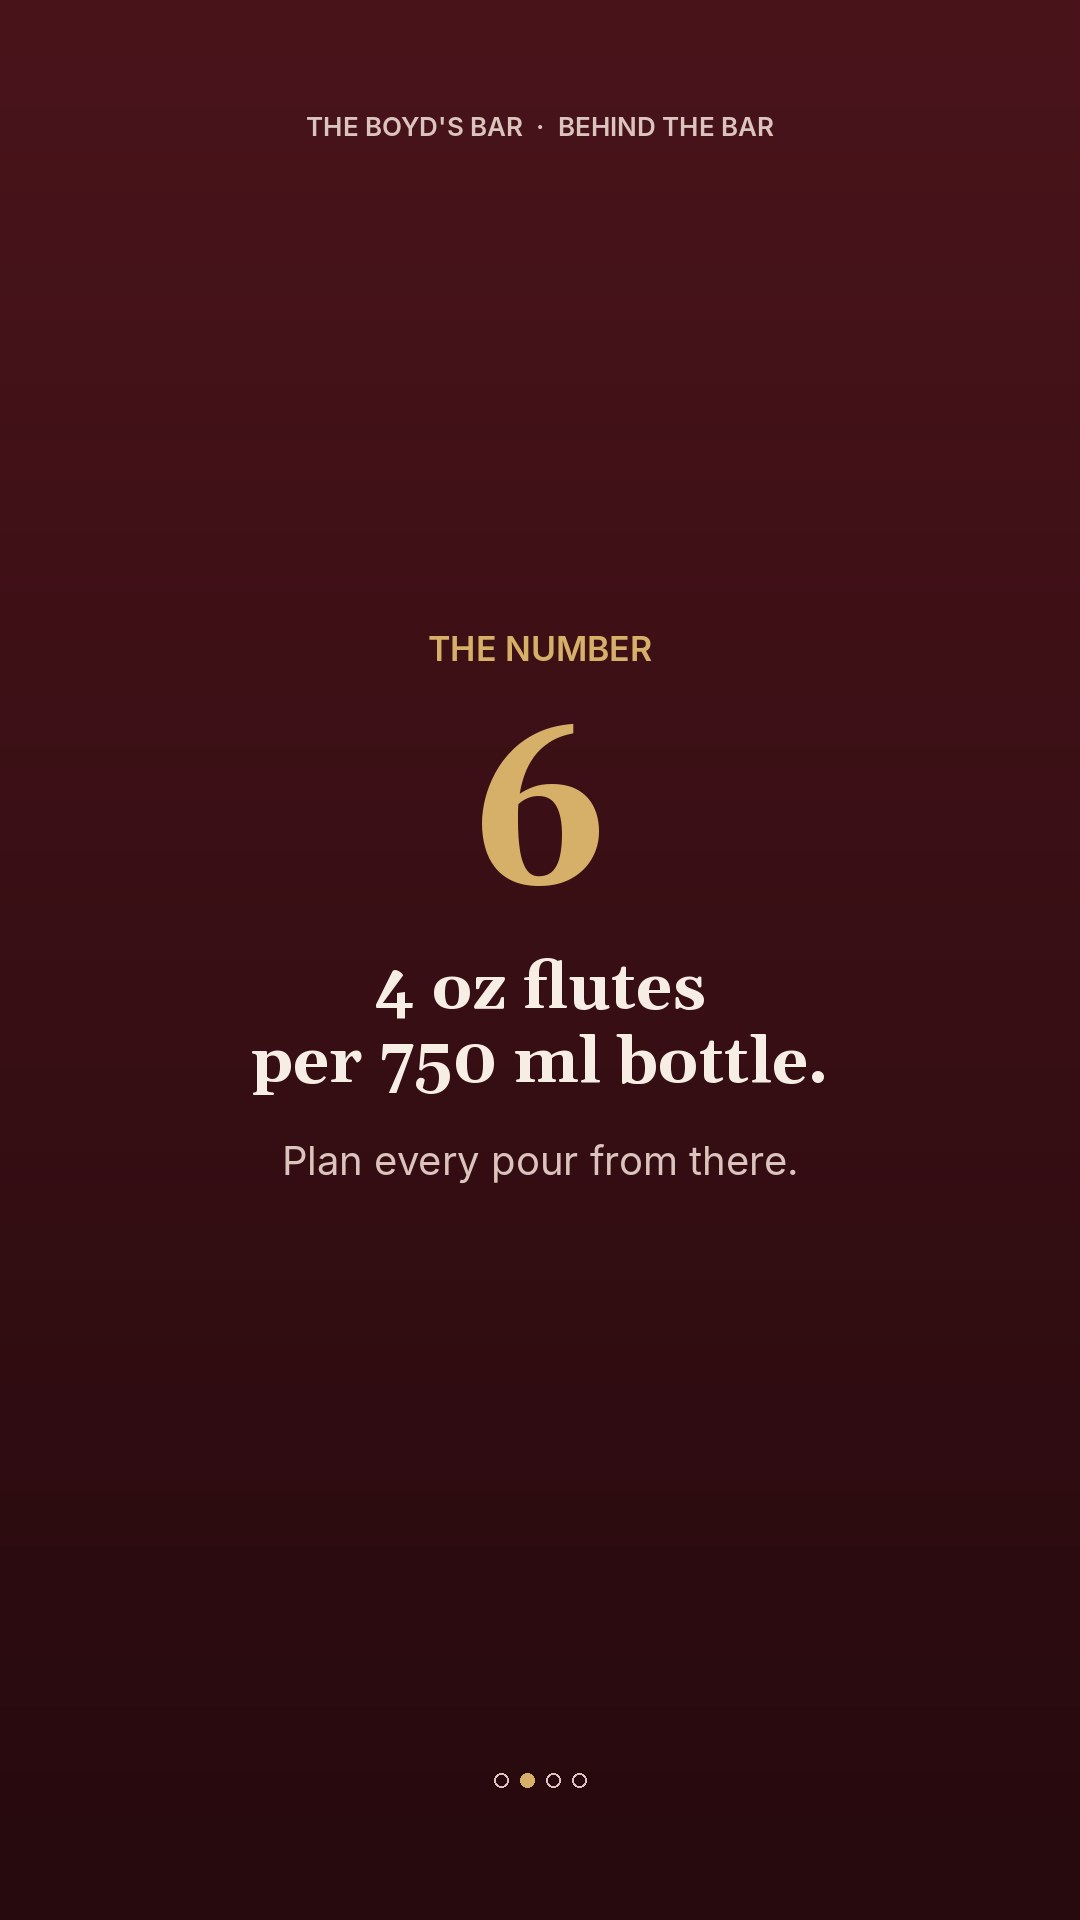 THE BOYD'S BAR · BEHIND THE BAR
THE NUMBER
6
4 oz flutes
per 750 ml bottle.
Plan every pour from there.